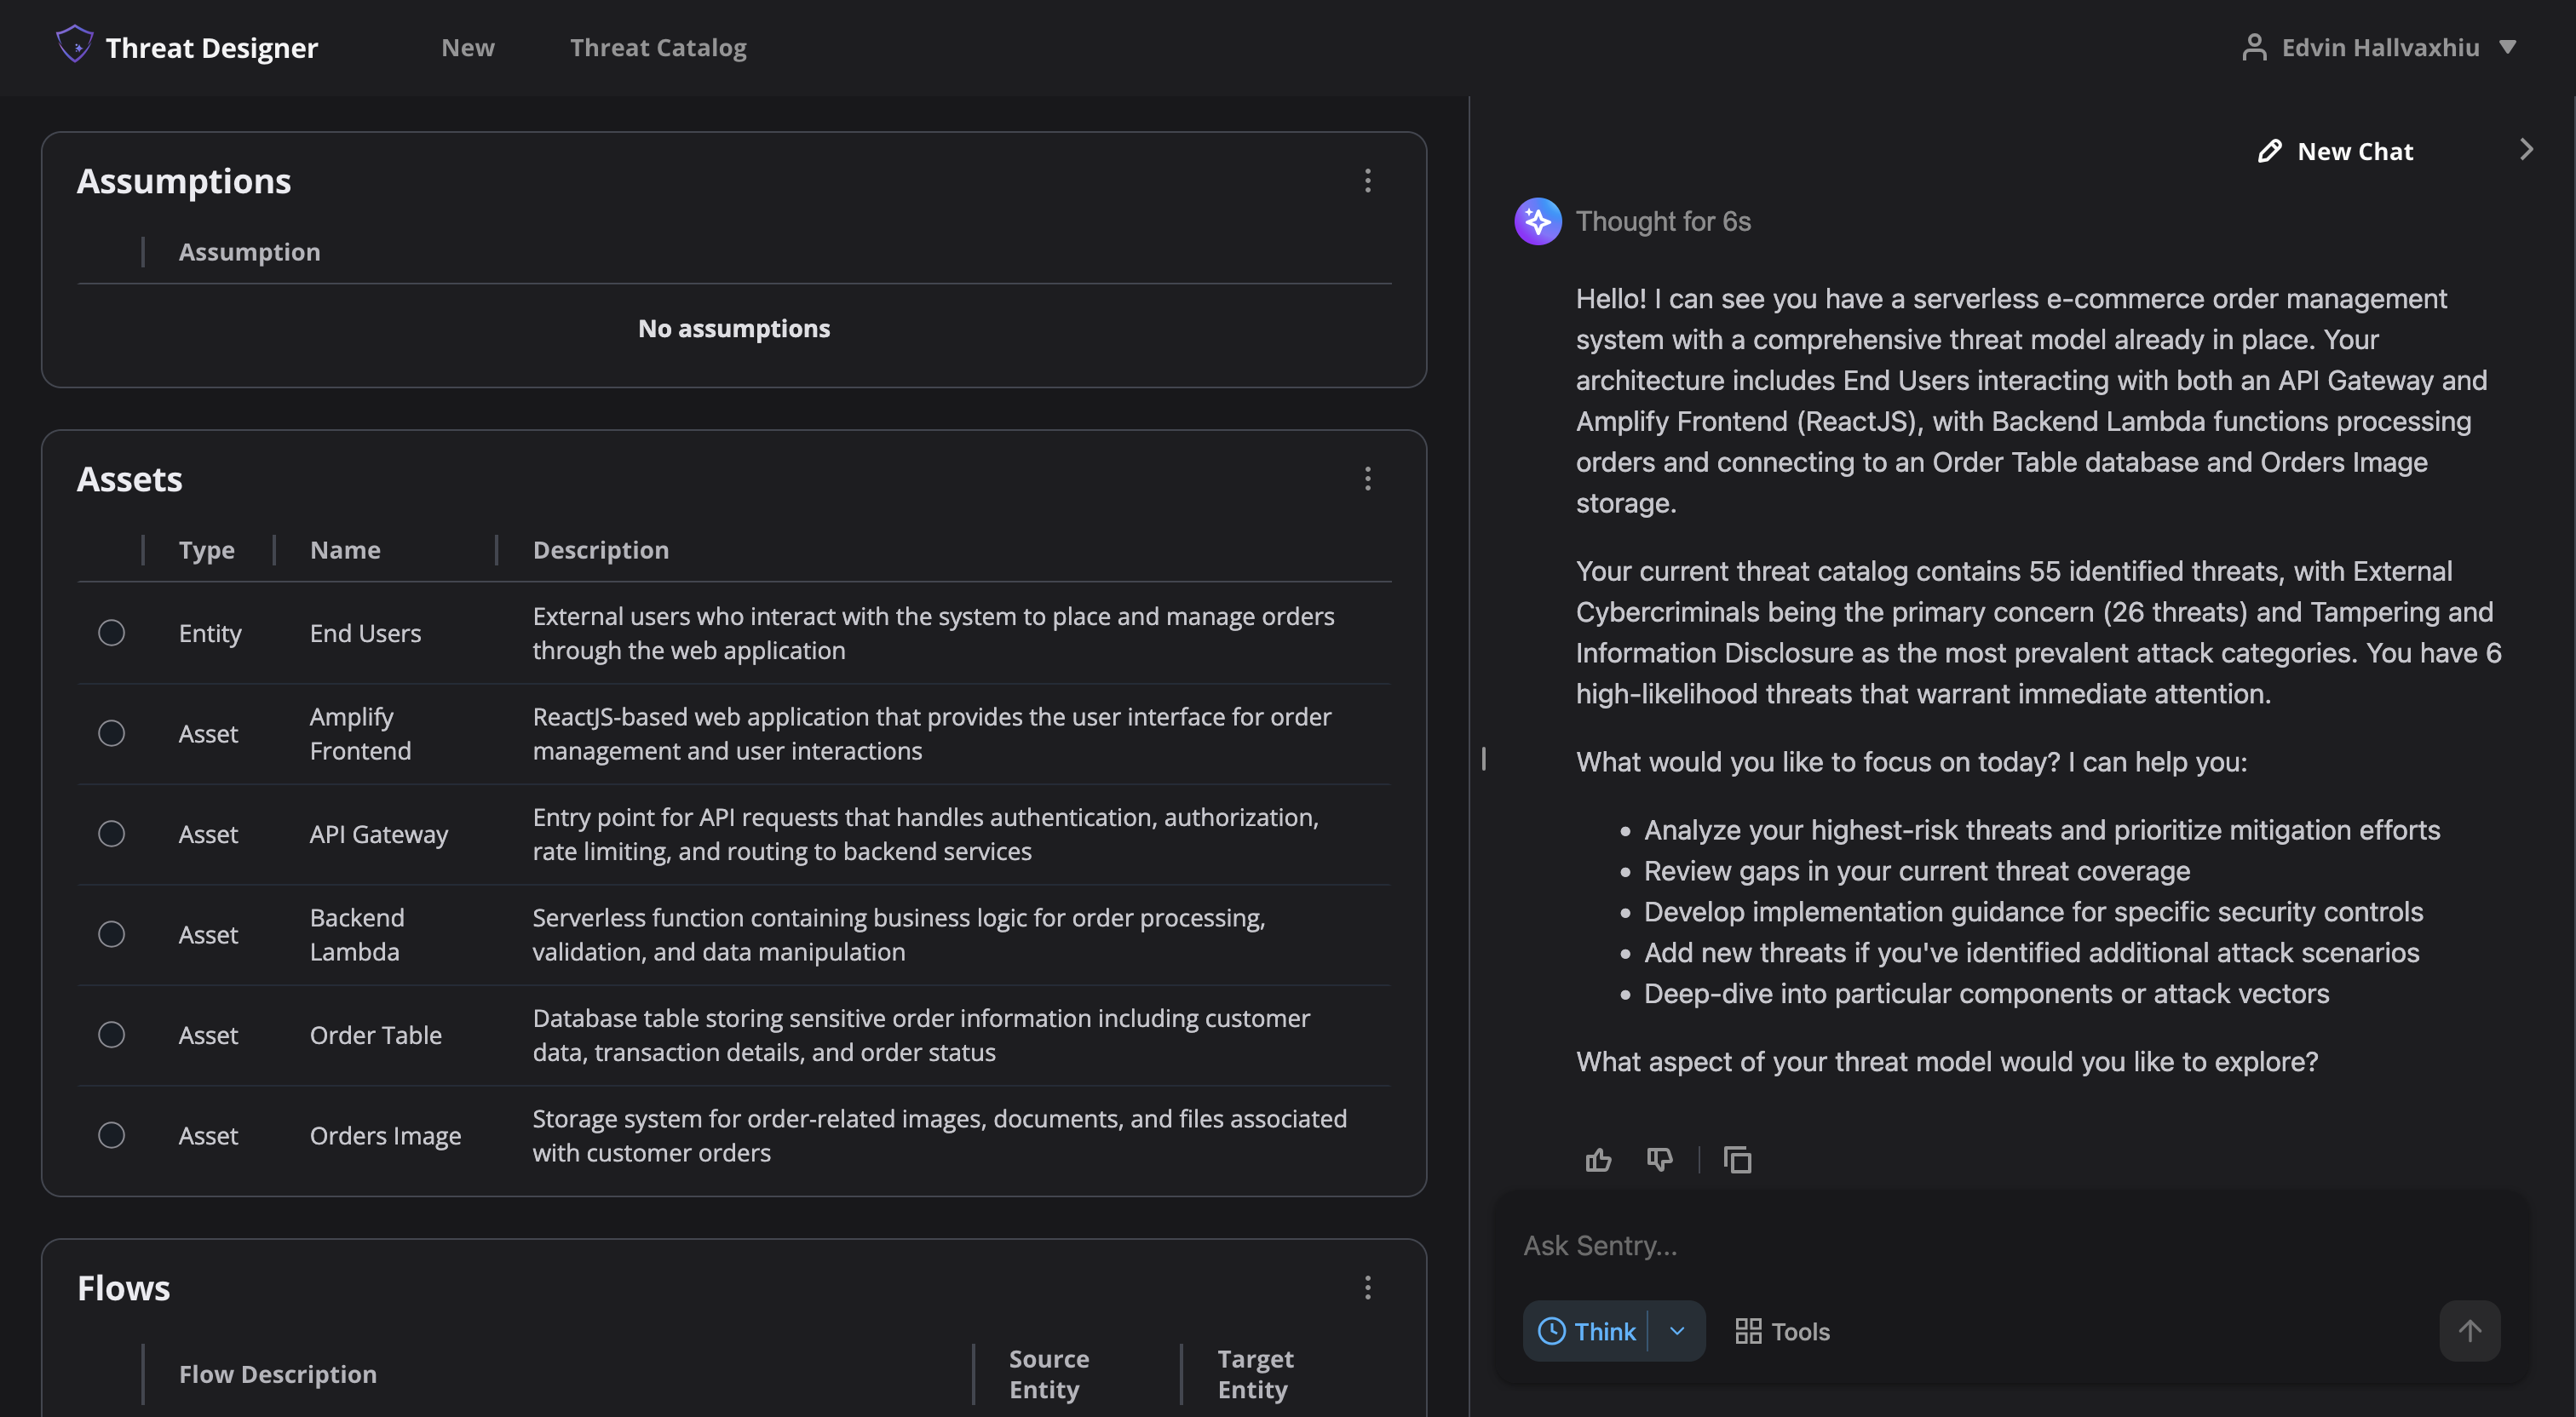 Threat Designer
New
Threat Catalog
Edvin Hallvaxhiu
Assumptions
Assumption
No assumptions
Assets
Type
Name
Description
Entity
End Users
External users who interact with the system to place and manage orders
through the web application
Asset
Amplify
Frontend
ReactJS-based web application that provides the user interface for order
management and user interactions
Asset
API Gateway
Entry point for API requests that handles authentication, authorization,
rate limiting, and routing to backend services
Asset
Backend
Lambda
Serverless function containing business logic for order processing,
validation, and data manipulation
Asset
Order Table
Database table storing sensitive order information including customer
data, transaction details, and order status
Asset
Orders Image
Storage system for order-related images, documents, and files associated
with customer orders
Flows
Flow Description
Source
Entity
Target
Entity
New Chat
Thought for 6s
Hello! I can see you have a serverless e-commerce order management
system with a comprehensive threat model already in place. Your
architecture includes End Users interacting with both an API Gateway and
Amplify Frontend (ReactJS), with Backend Lambda functions processing
orders and connecting to an Order Table database and Orders Image
storage.
Your current threat catalog contains 55 identified threats, with External
Cybercriminals being the primary concern (26 threats) and Tampering and
Information Disclosure as the most prevalent attack categories. You have 6
high-likelihood threats that warrant immediate attention.
What would you like to focus on today? I can help you:
• Analyze your highest-risk threats and prioritize mitigation efforts
• Review gaps in your current threat coverage
• Develop implementation guidance for specific security controls
• Add new threats if you've identified additional attack scenarios
• Deep-dive into particular components or attack vectors
What aspect of your threat model would you like to explore?
Ask Sentry...
Think
Tools